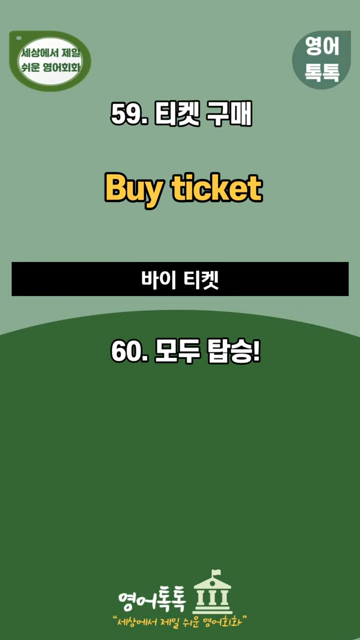 세상에서 제일
쉬운 영어회화
영어
톡톡
59. 티켓 구매
Buy ticket
바이 티켓
60. 모두 탑승!
영어톡톡
"세상에서 제일 쉬운 영어회화"